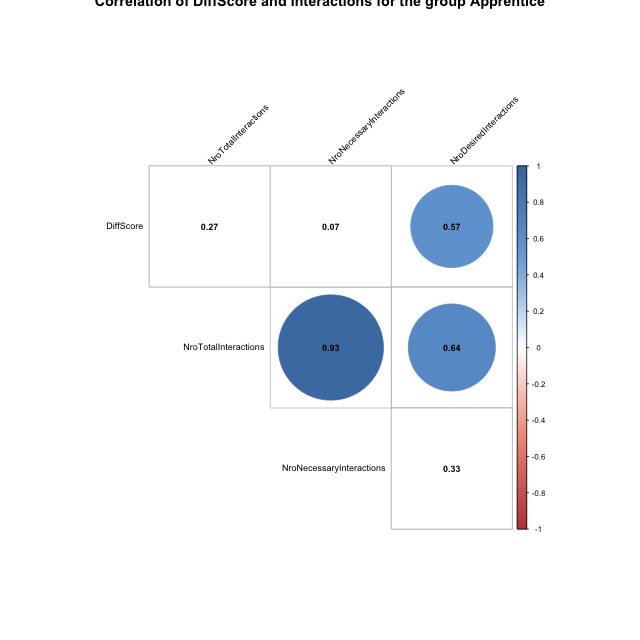 Correlation of DiffScore and Interactions for the group Apprentice
NroTotalInteractions
NroNecessaryInteractions
NroDesiredInteractions
DiffScore
0.27
0.07
0.57
NroTotalInteractions
0.93
0.64
NroNecessaryInteractions
0.33
1
0.8
0.6
0.4
0.2
0
-0.2
-0.4
-0.6
-0.8
-1